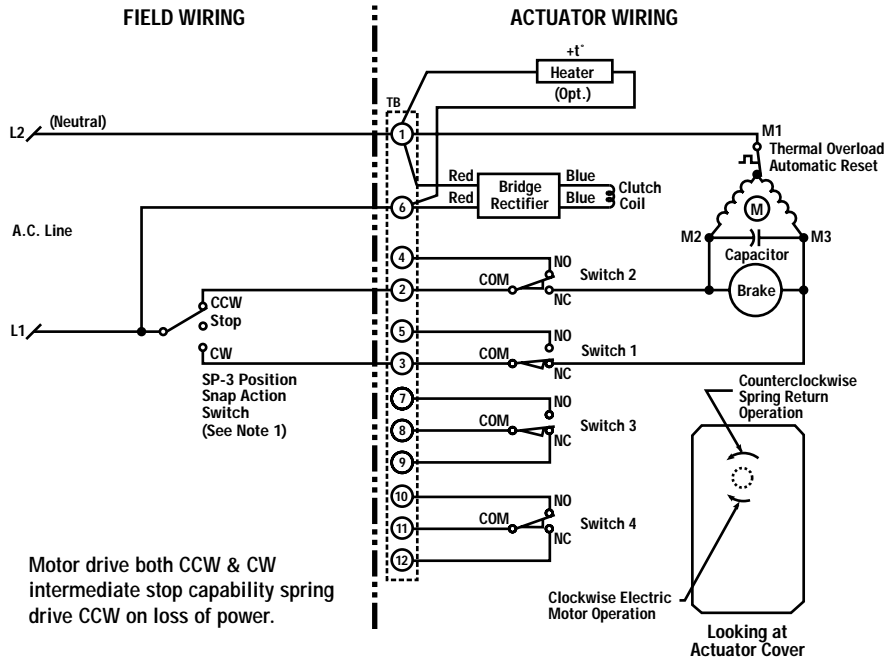 FIELD WIRING
ACTUATOR WIRING
+t°
Heater
(Opt.)
TB
L2
(Neutral)
1
M1
Thermal Overload
Automatic Reset
Red
Red
Bridge
Rectifier
Blue
Blue
Clutch
Coil
M
6
M2
M3
Capacitor
A.C. Line
4
NO
COM
Switch 2
Brake
CCW
2
NC
Stop
L1
5
NO
COM
Switch 1
CW
3
NC
SP-3 Position
Snap Action
Switch
(See Note 1)
7
NO
8
COM
Switch 3
NC
9
Counterclockwise
Spring Return
Operation
10
NO
COM
11
Switch 4
NC
12
Motor drive both CCW & CW
intermediate stop capability spring
drive CCW on loss of power.
Clockwise Electric
Motor Operation
Looking at
Actuator Cover